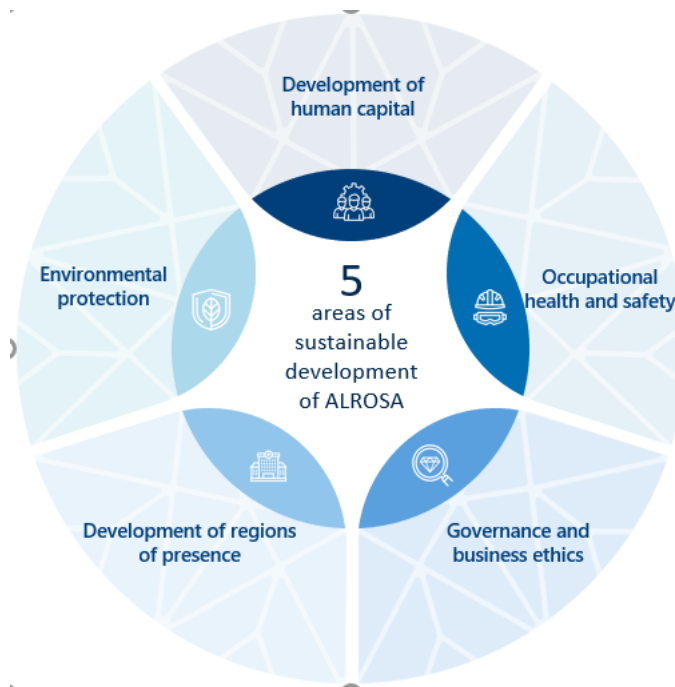 Development of
human capital
Environmental
protection
5
areas of
sustainable
development
of ALROSA
Occupational
health and safety
Development of regions
of presence
Governance and
business ethics